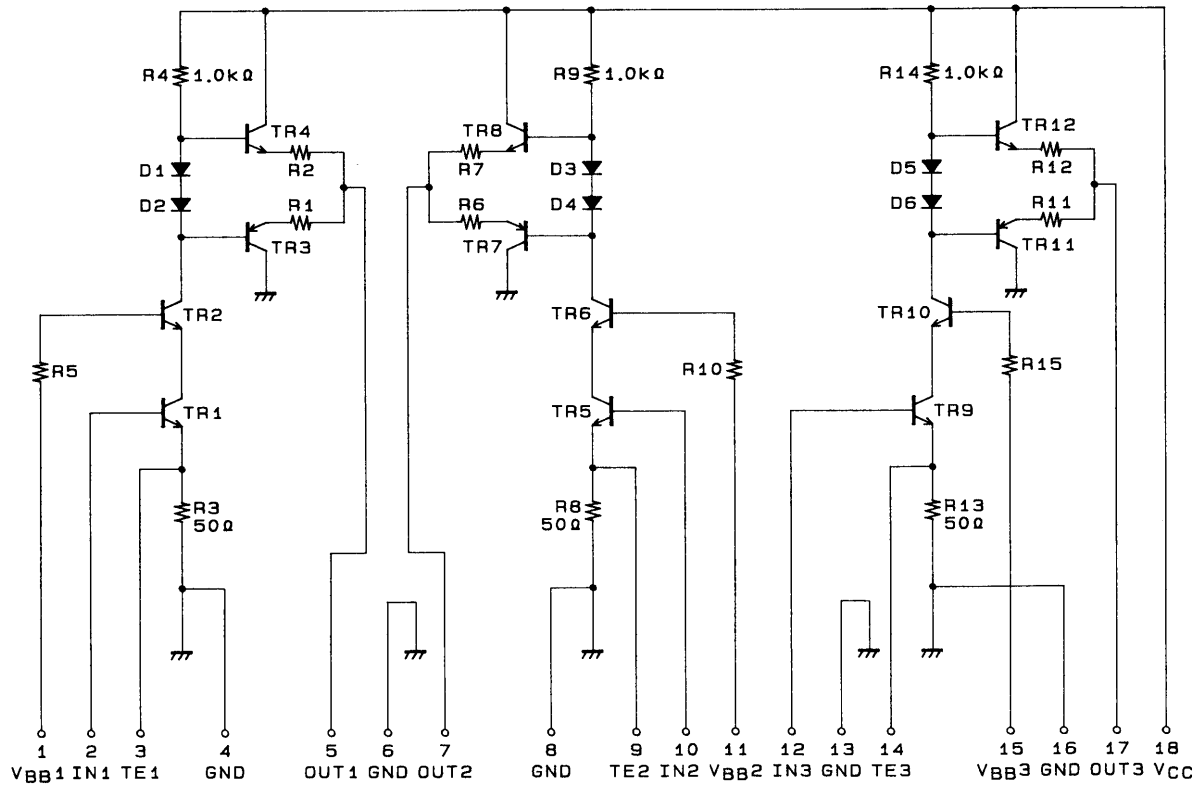 R4 1.0kΩ
R9 1.0kΩ
R14 1.0kΩ
TR4
TR8
TR12
D1
R2
R7
D3
D5
R12
D2
R1
R6
D4
D6
R11
TR3
TR7
TR11
TR2
TR6
TR10
R5
R10
R15
TR1
TR5
TR9
R3
50Ω
R8
50Ω
R13
50Ω
1 2 3 4 5 6 7 8 9 10 11 12 13 14 15 16 17 18
VBB1 IN1 TE1 GND OUT1 GND OUT2 GND TE2 IN2 VBB2 IN3 GND TE3 VBB3 GND OUT3 VCC